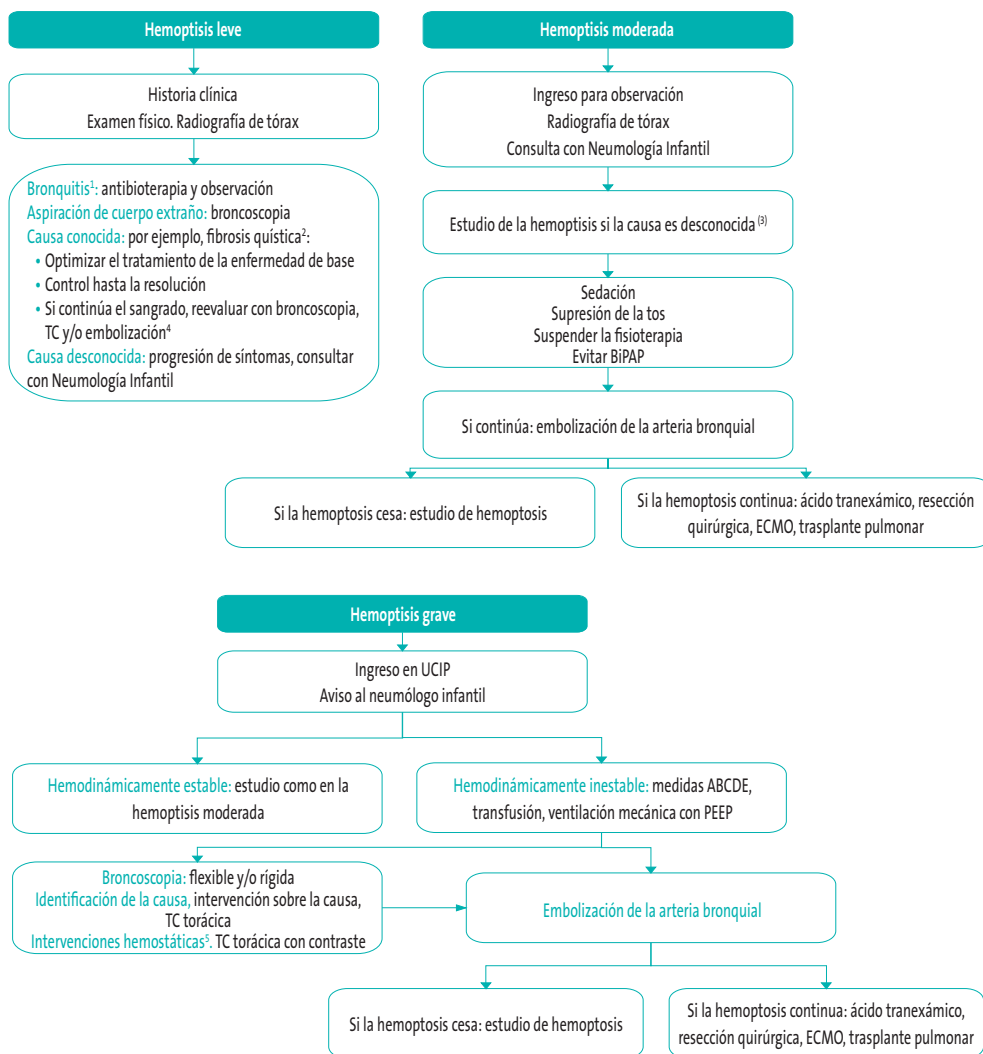 Hemoptisis leve
Historia clínica
Examen físico. Radiografía de tórax
Bronquitis¹: antibioterapia y observación
Aspiración de cuerpo extraño: broncoscopia
Causa conocida: por ejemplo, fibrosis quística²:
• Optimizar el tratamiento de la enfermedad de base
• Control hasta la resolución
• Si continúa el sangrado, reevaluar con broncoscopia,
TC y/o embolización⁴
Causa desconocida: progresión de síntomas, consultar
con Neumología Infantil
Hemoptisis moderada
Ingreso para observación
Radiografía de tórax
Consulta con Neumología Infantil
Estudio de la hemoptisis si la causa es desconocida ⁽³⁾
Sedación
Supresión de la tos
Suspender la fisioterapia
Evitar BiPAP
Si continúa: embolización de la arteria bronquial
Si la hemoptosis cesa: estudio de hemoptosis
Si la hemoptosis continua: ácido tranexámico, resección
quirúrgica, ECMO, trasplante pulmonar
Hemoptisis grave
Ingreso en UCIP
Aviso al neumólogo infantil
Hemodinámicamente estable: estudio como en la
hemoptisis moderada
Hemodinámicamente inestable: medidas ABCDE,
transfusión, ventilación mecánica con PEEP
Broncoscopia: flexible y/o rígida
Identificación de la causa, intervención sobre la causa,
TC torácica
Intervenciones hemostáticas⁵. TC torácica con contraste
Embolización de la arteria bronquial
Si la hemoptosis cesa: estudio de hemoptosis
Si la hemoptosis continua: ácido tranexámico,
resección quirúrgica, ECMO, trasplante pulmonar